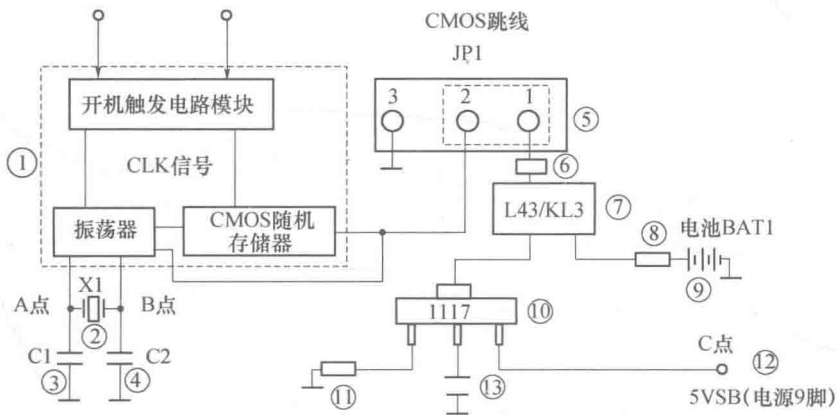 CMOS跳线
JP1
开机触发电路模块
3
2
1
⑤
①
CLK信号
⑥
振荡器
CMOS随机
存储器
L43/KL3
⑦
⑧
电池BAT1
⑨
X1
A点
B点
②
1117
⑩
C1
C2
③
④
C点
⑫
⑪
⑬
5VSB(电源9脚)